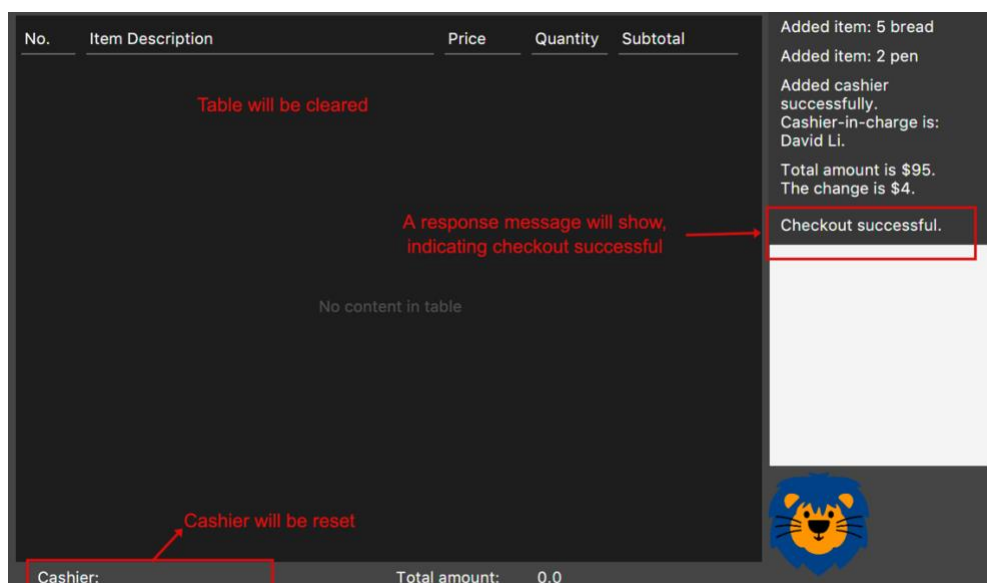 No. Item Description Price Quantity Subtotal
Table will be cleared
A response message will show,
indicating checkout successful
No content in table
Cashier will be reset
Cashier:
Total amount: 0.0
Added item: 5 bread
Added item: 2 pen
Added cashier
successfully.
Cashier-in-charge is:
David Li.
Total amount is $95.
The change is $4.
Checkout successful.